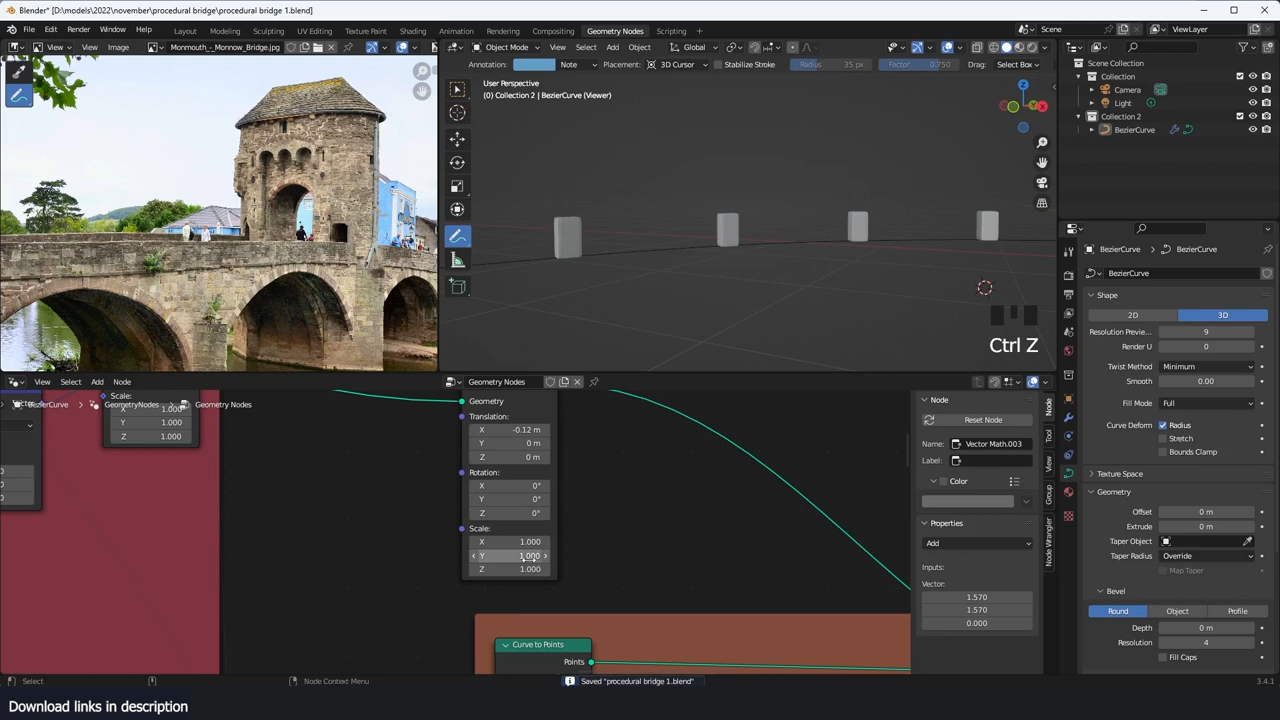 Blender* [D:\models\2022\november\procedural bridge\procedural bridge 1.blend]
File Edit Render Window Help Layout Modeling Sculpting UV Editing Texture Paint Shading Animation Rendering Compositing Geometry Nodes Scripting Scene ViewLayer
View Image Monmouth_-_Monnow_Bridge.jpg Object Mode View Select Add Object Global
Annotation: Note Placement: 3D Cursor Stabilize Stroke Radius 35 px Factor 0.750 Drag: Select Box
Scene Collection
Collection
Camera
Light
Collection 2
BezierCurve
User Perspective
(0) Collection 2 | BezierCurve (Viewer)
Ctrl Z
BezierCurve BezierCurve
BezierCurve
Shape
2D 3D
Resolution Previe... 9
Render U 0
Twist Method Minimum
Smooth 0.00
Fill Mode Full
Curve Deform Radius
Stretch
Bounds Clamp
Texture Space
Geometry
Offset 0 m
Extrude 0 m
Taper Object
Taper Radius Override
Map Taper
Bevel
Round Object Profile
Depth 0 m
Resolution 4
Fill Caps
View Select Add Node Geometry Nodes
BezierCurve GeometryNodes Geometry Nodes
Scale:
X 1.000
Y 1.000
Z 1.000
Geometry
Translation:
X -0.12 m
Y 0 m
Z 0 m
Rotation:
X 0°
Y 0°
Z 0°
Scale:
X 1.000
Y 1.000
Z 1.000
Curve to Points
Points
Node
Reset Node
Name: Vector Math.003
Label:
Color
Properties
Add
Inputs:
Vector:
1.570
1.570
0.000
Node
Tool
View
Group
Node Wrangler
Select Node Context Menu Saved "procedural bridge 1.blend" 3.4.1
Download links in description